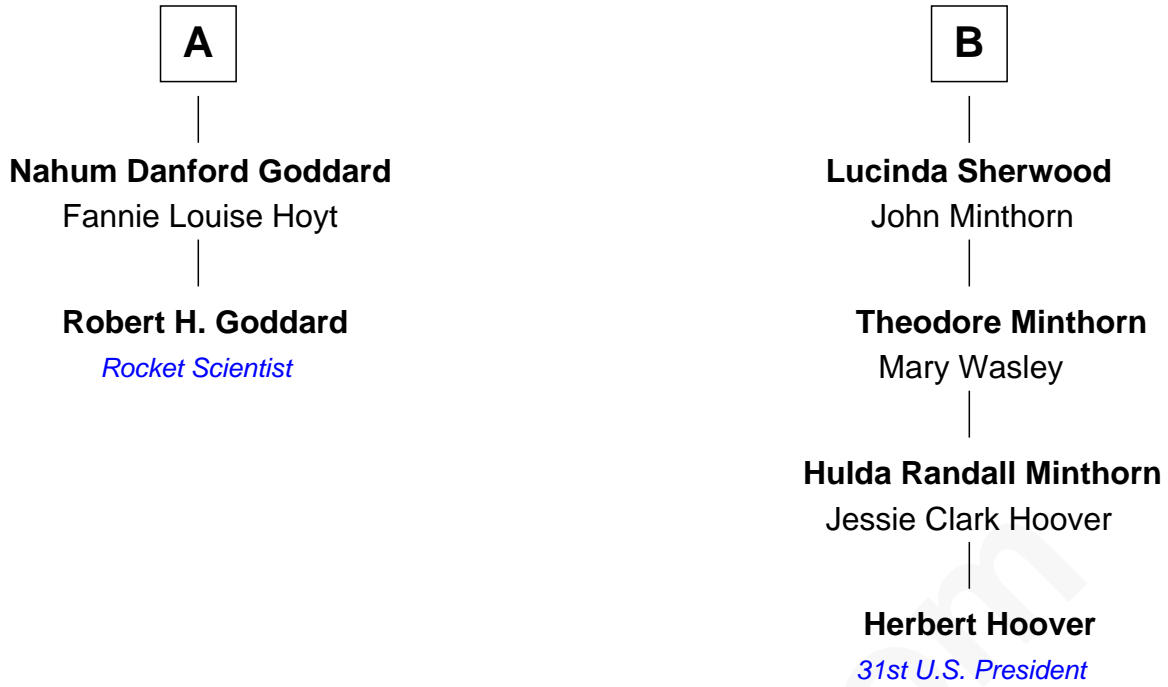 A
Nahum Danford Goddard
Fannie Louise Hoyt
Robert H. Goddard
Rocket Scientist
B
Lucinda Sherwood
John Minthorn
Theodore Minthorn
Mary Wasley
Hulda Randall Minthorn
Jessie Clark Hoover
Herbert Hoover
31st U.S. President